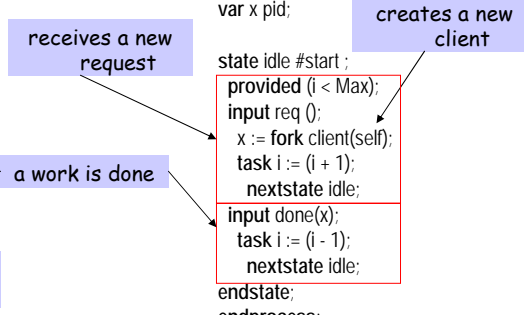 var x pid;
creates a new
client
receives a new
request
state idle #start ;
provided (i < Max);
input req ();
x := fork client(self);
task i := (i + 1);
nextstate idle;
a work is done
input done(x);
task i := (i - 1);
nextstate idle;
endstate;
endprocess;